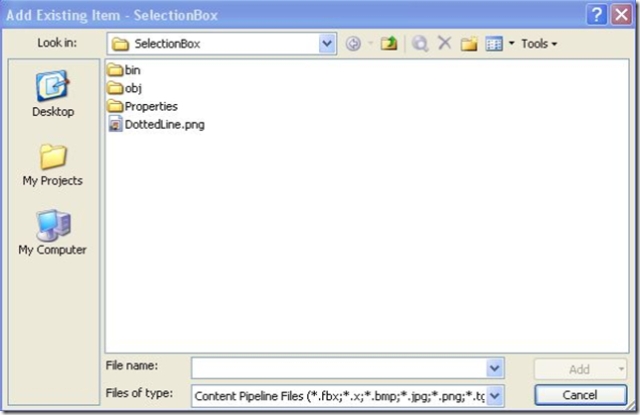 Add Existing Item - SelectionBox
Look in: SelectionBox Tools
bin
obj
Properties
DottedLine.png
Desktop
My Projects
My Computer
File name: Add
Files of type: Content Pipeline Files (*.fbx;*.x;*.bmp;*.jpg;*.png;*.tg Cancel